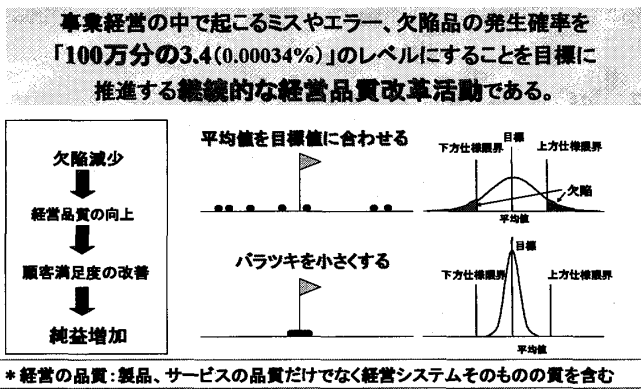 事業経営の中で起こるミスやエラー、欠陥品の発生確率を
「100万分の3.4(0.00034%)」のレベルにすることを目標に
推進する継続的な経営品質改革活動である。
欠陥減少
経営品質の向上
顧客満足度の改善
純益増加
平均値を目標値に合わせる
目標
下方仕様限界
上方仕様限界
欠陥
平均値
バラツキを小さくする
目標
下方仕様限界
上方仕様限界
平均値
*経営の品質:製品、サービスの品質だけでなく経営システムそのものの質を含む